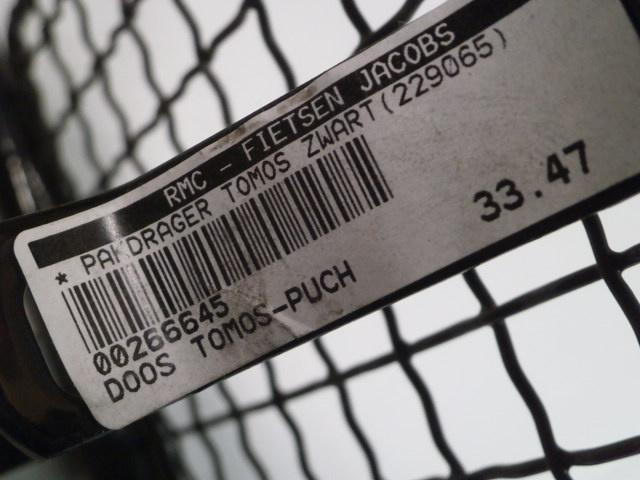 RMC - FIETSEN JACOBS
* PAKDRAGER TOMOS ZWART(229065)
33.47
00266645
DOOS TOMOS-PUCH